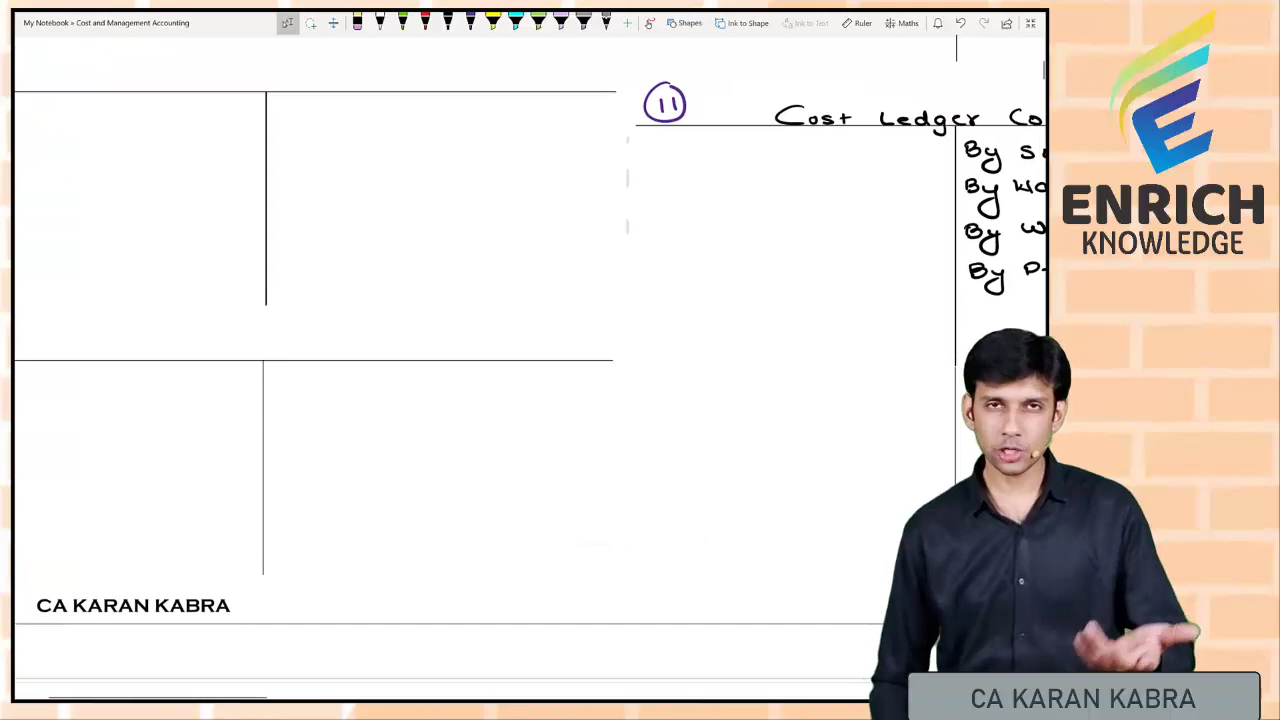 My Notebook » Cost and Management Accounting
Shapes
Ink to Shape
Ink to Text
Ruler
Maths
11
Cost Ledger Co
By
By
By
By
E
ENRICH
KNOWLEDGE
CA KARAN KABRA
CA KARAN KABRA